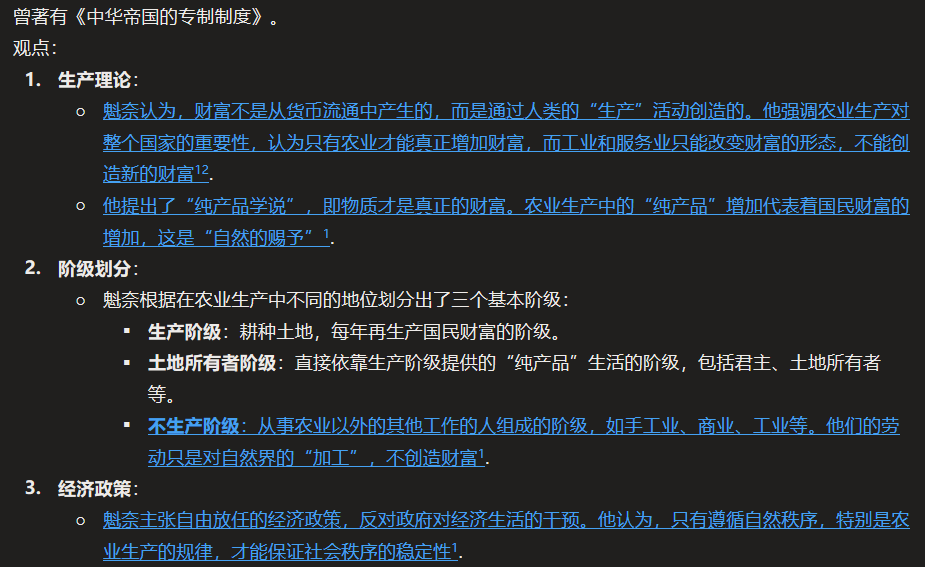 曾著有《中华帝国的专制制度》。
观点：
1. 生产理论：
○ 魁奈认为，财富不是从货币流通中产生的，而是通过人类的“生产”活动创造的。他强调农业生产对
整个国家的重要性，认为只有农业才能真正增加财富，而工业和服务业只能改变财富的形态，不能创
造新的财富12.
○ 他提出了“纯产品学说”，即物质才是真正的财富。农业生产中的“纯产品”增加代表着国民财富的
增加，这是“自然的赐予”1.
2. 阶级划分：
○ 魁奈根据在农业生产中不同的地位划分出了三个基本阶级：
▪ 生产阶级：耕种土地，每年再生产国民财富的阶级。
▪ 土地所有者阶级：直接依靠生产阶级提供的“纯产品”生活的阶级，包括君主、土地所有者
等。
▪ 不生产阶级：从事农业以外的其他工作的人组成的阶级，如手工业、商业、工业等。他们的劳
动只是对自然界的“加工”，不创造财富1.
3. 经济政策：
○ 魁奈主张自由放任的经济政策，反对政府对经济生活的干预。他认为，只有遵循自然秩序，特别是农
业生产的规律，才能保证社会秩序的稳定性1.